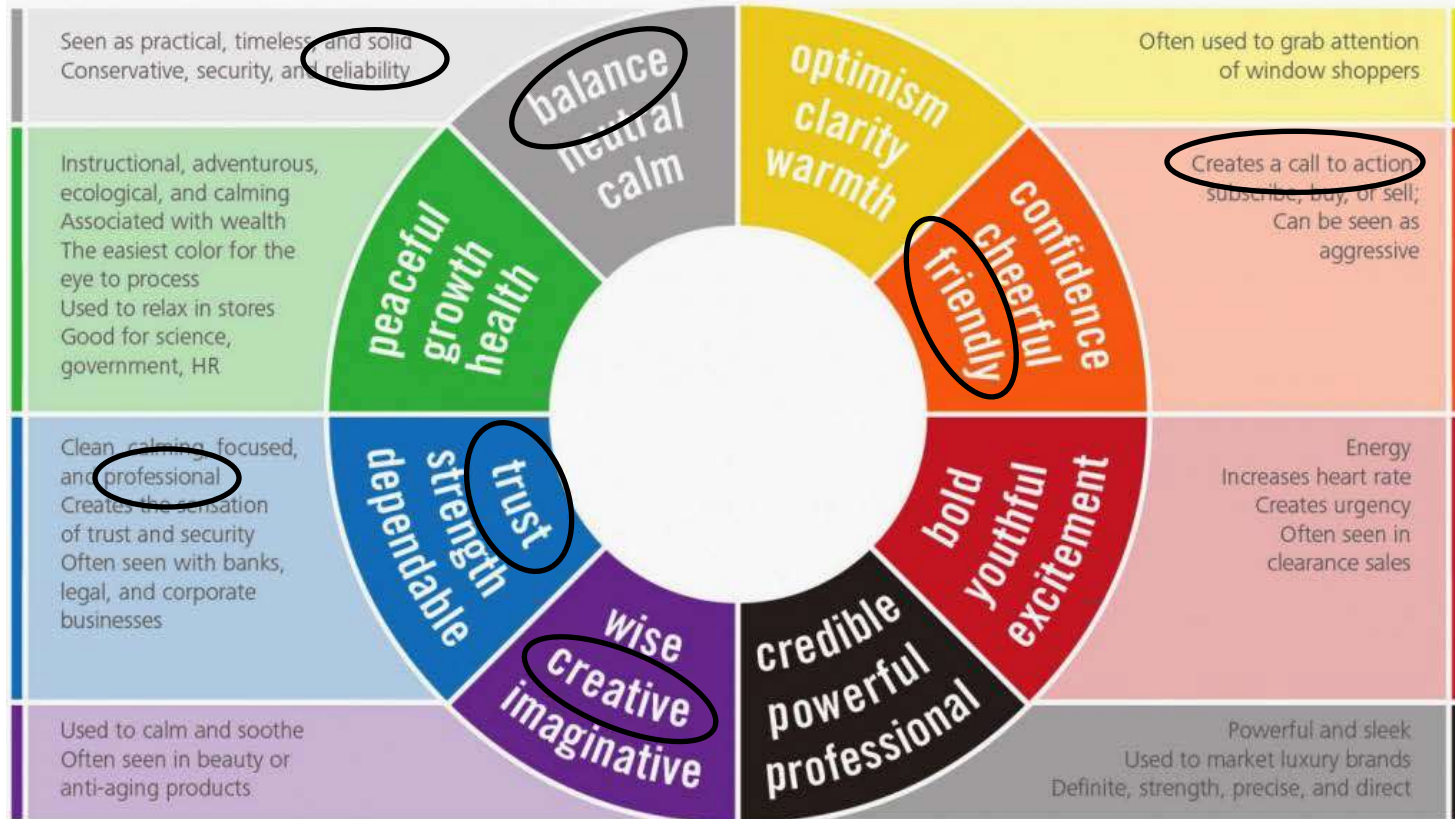 Seen as practical, timeless, and solid
Conservative, security, and reliability
balance
neutral
calm
optimism
clarity
warmth
Often used to grab attention
of window shoppers
Instructional, adventurous,
ecological, and calming
Associated with wealth
The easiest color for the
eye to process
Used to relax in stores
Good for science,
government, HR
peaceful
growth
health
confidence
cheerful
friendly
Creates a call to action
subscribe, buy, or sell;
Can be seen as
aggressive
Clean, calming, focused,
and professional
Creates the sensation
of trust and security
Often seen with banks,
legal, and corporate
businesses
trust
strength
dependable
bold
youthful
excitement
Energy
Increases heart rate
Creates urgency
Often seen in
clearance sales
Used to calm and soothe
Often seen in beauty or
anti-aging products
wise
creative
imaginative
credible
powerful
professional
Powerful and sleek
Used to market luxury brands
Definite, strength, precise, and direct